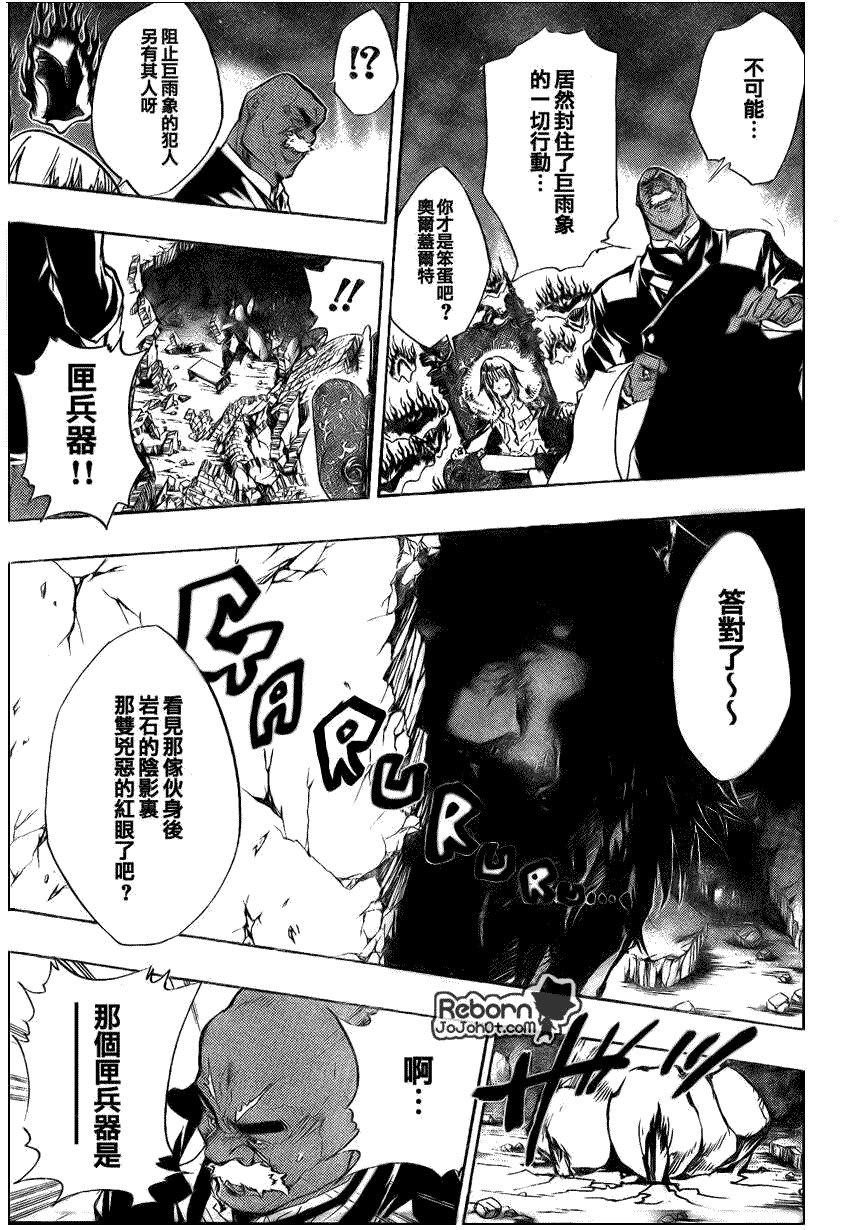 不可能…
居然封住了巨雨象
的一切行動…
你才是笨蛋吧？
奧爾蓋爾特
!?
阻止巨雨象的犯人
另有其人呀
!!
匣兵器!!
答對了～～
GYARURURURU...
看見那傢伙身後
岩石的陰影裏
那雙兇惡的紅眼了吧？
Reborn
JoJoHOt.com
啊…
那個匣兵器是——